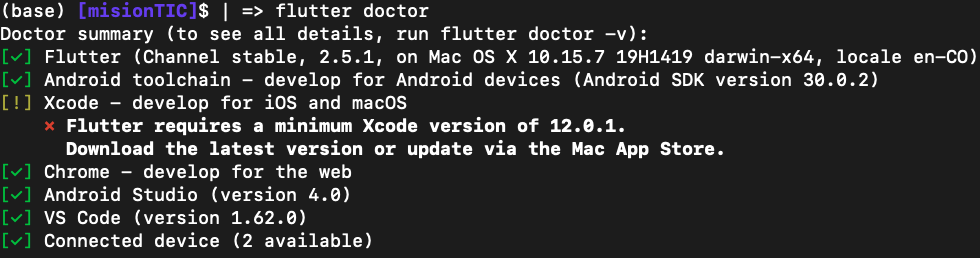 (base) [misionTIC]$ | => flutter doctor
Doctor summary (to see all details, run flutter doctor -v):
[✓] Flutter (Channel stable, 2.5.1, on Mac OS X 10.15.7 19H1419 darwin-x64, locale en-CO)
[✓] Android toolchain - develop for Android devices (Android SDK version 30.0.2)
[!] Xcode - develop for iOS and macOS
    ✗ Flutter requires a minimum Xcode version of 12.0.1.
      Download the latest version or update via the Mac App Store.
[✓] Chrome - develop for the web
[✓] Android Studio (version 4.0)
[✓] VS Code (version 1.62.0)
[✓] Connected device (2 available)